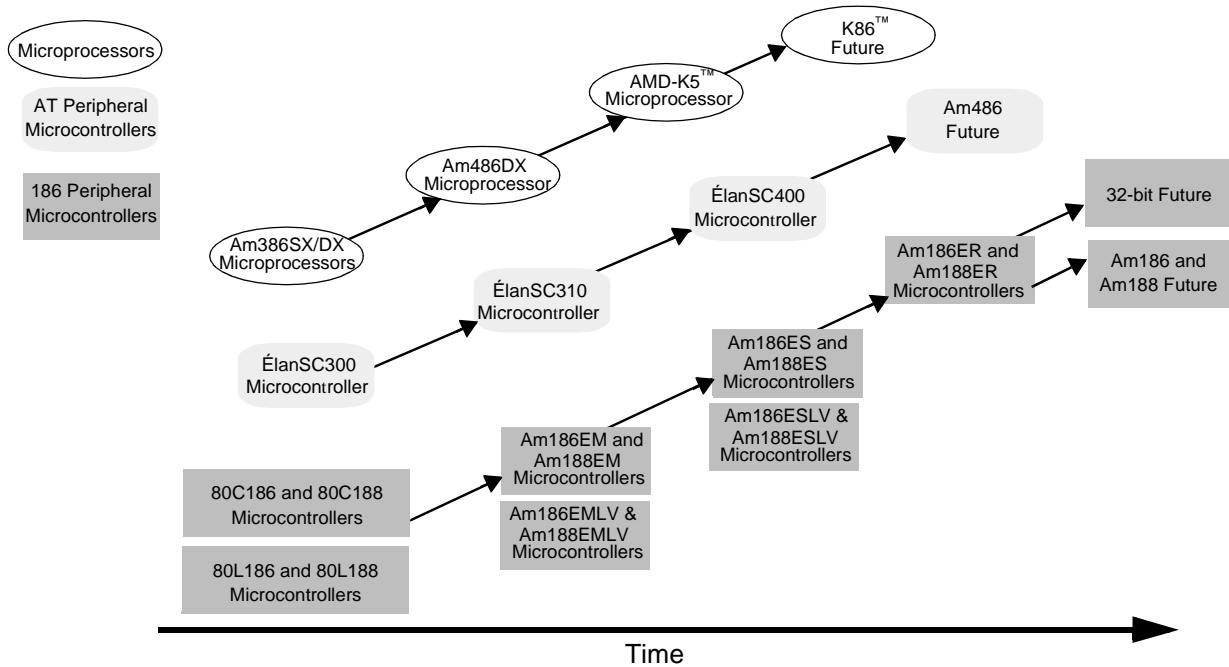 Microprocessors
AT Peripheral
Microcontrollers
186 Peripheral
Microcontrollers
K86™
Future
AMD-K5™
Microprocessor
Am486DX
Microprocessor
Am386SX/DX
Microprocessors
Am486
Future
ÉlanSC400
Microcontroller
ÉlanSC310
Microcontroller
ÉlanSC300
Microcontroller
32-bit Future
Am186 and
Am188 Future
Am186ER and
Am188ER
Microcontrollers
Am186ES and
Am188ES
Microcontrollers
Am186ESLV &
Am188ESLV
Microcontrollers
Am186EM and
Am188EM
Microcontrollers
Am186EMLV &
Am188EMLV
Microcontrollers
80C186 and 80C188
Microcontrollers
80L186 and 80L188
Microcontrollers
Time